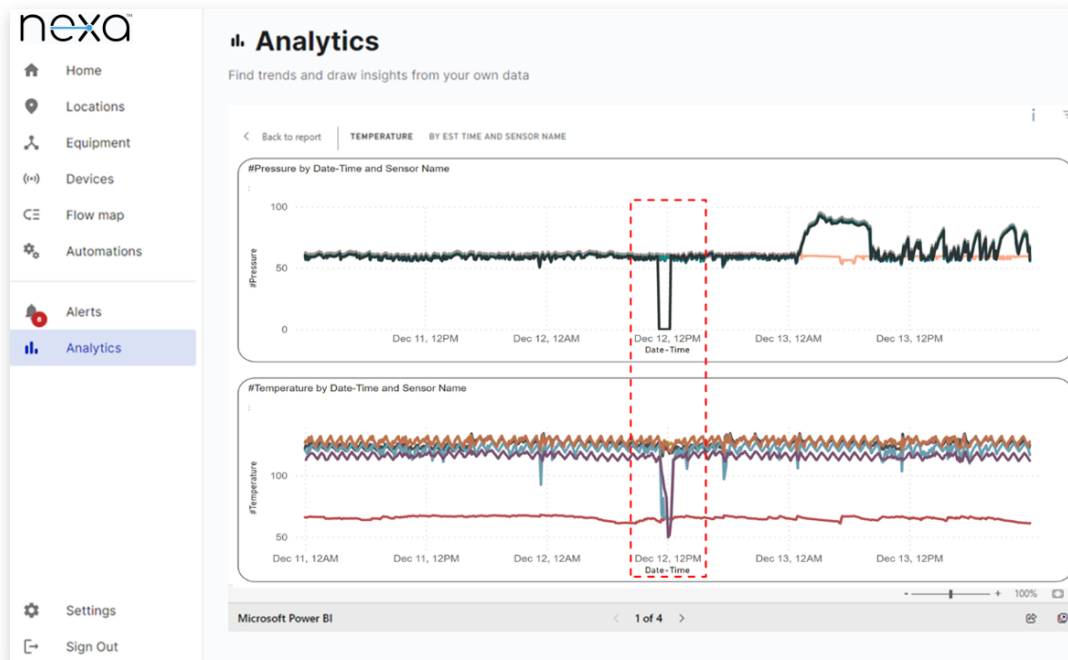 nexa™
Home
Locations
Equipment
Devices
Flow map
Automations
Alerts
Analytics
Settings
Sign Out
Analytics
Find trends and draw insights from your own data
Back to report TEMPERATURE BY EST TIME AND SENSOR NAME
#Pressure by Date-Time and Sensor Name
100
50
0
#Pressure
Dec 11, 12PM Dec 12, 12AM Dec 12, 12PM Dec 13, 12AM Dec 13, 12PM
Date-Time
#Temperature by Date-Time and Sensor Name
100
50
#Temperature
Dec 11, 12AM Dec 11, 12PM Dec 12, 12AM Dec 12, 12PM Dec 13, 12AM Dec 13, 12PM
Date-Time
- + 100%
Microsoft Power BI 1 of 4